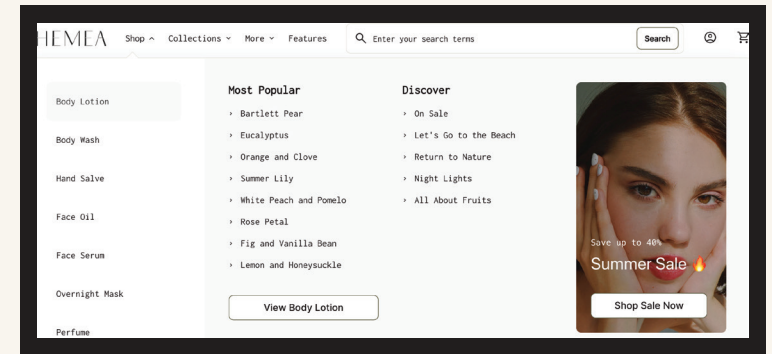 HEMEA
Shop Collections More Features
Enter your search terms
Search
Body Lotion
Body Wash
Hand Salve
Face Oil
Face Serum
Overnight Mask
Perfume
Most Popular
› Bartlett Pear
› Eucalyptus
› Orange and Clove
› Summer Lily
› White Peach and Pomelo
› Rose Petal
› Fig and Vanilla Bean
› Lemon and Honeysuckle
View Body Lotion
Discover
› On Sale
› Let's Go to the Beach
› Return to Nature
› Night Lights
› All About Fruits
Save up to 40%
Summer Sale 🔥
Shop Sale Now